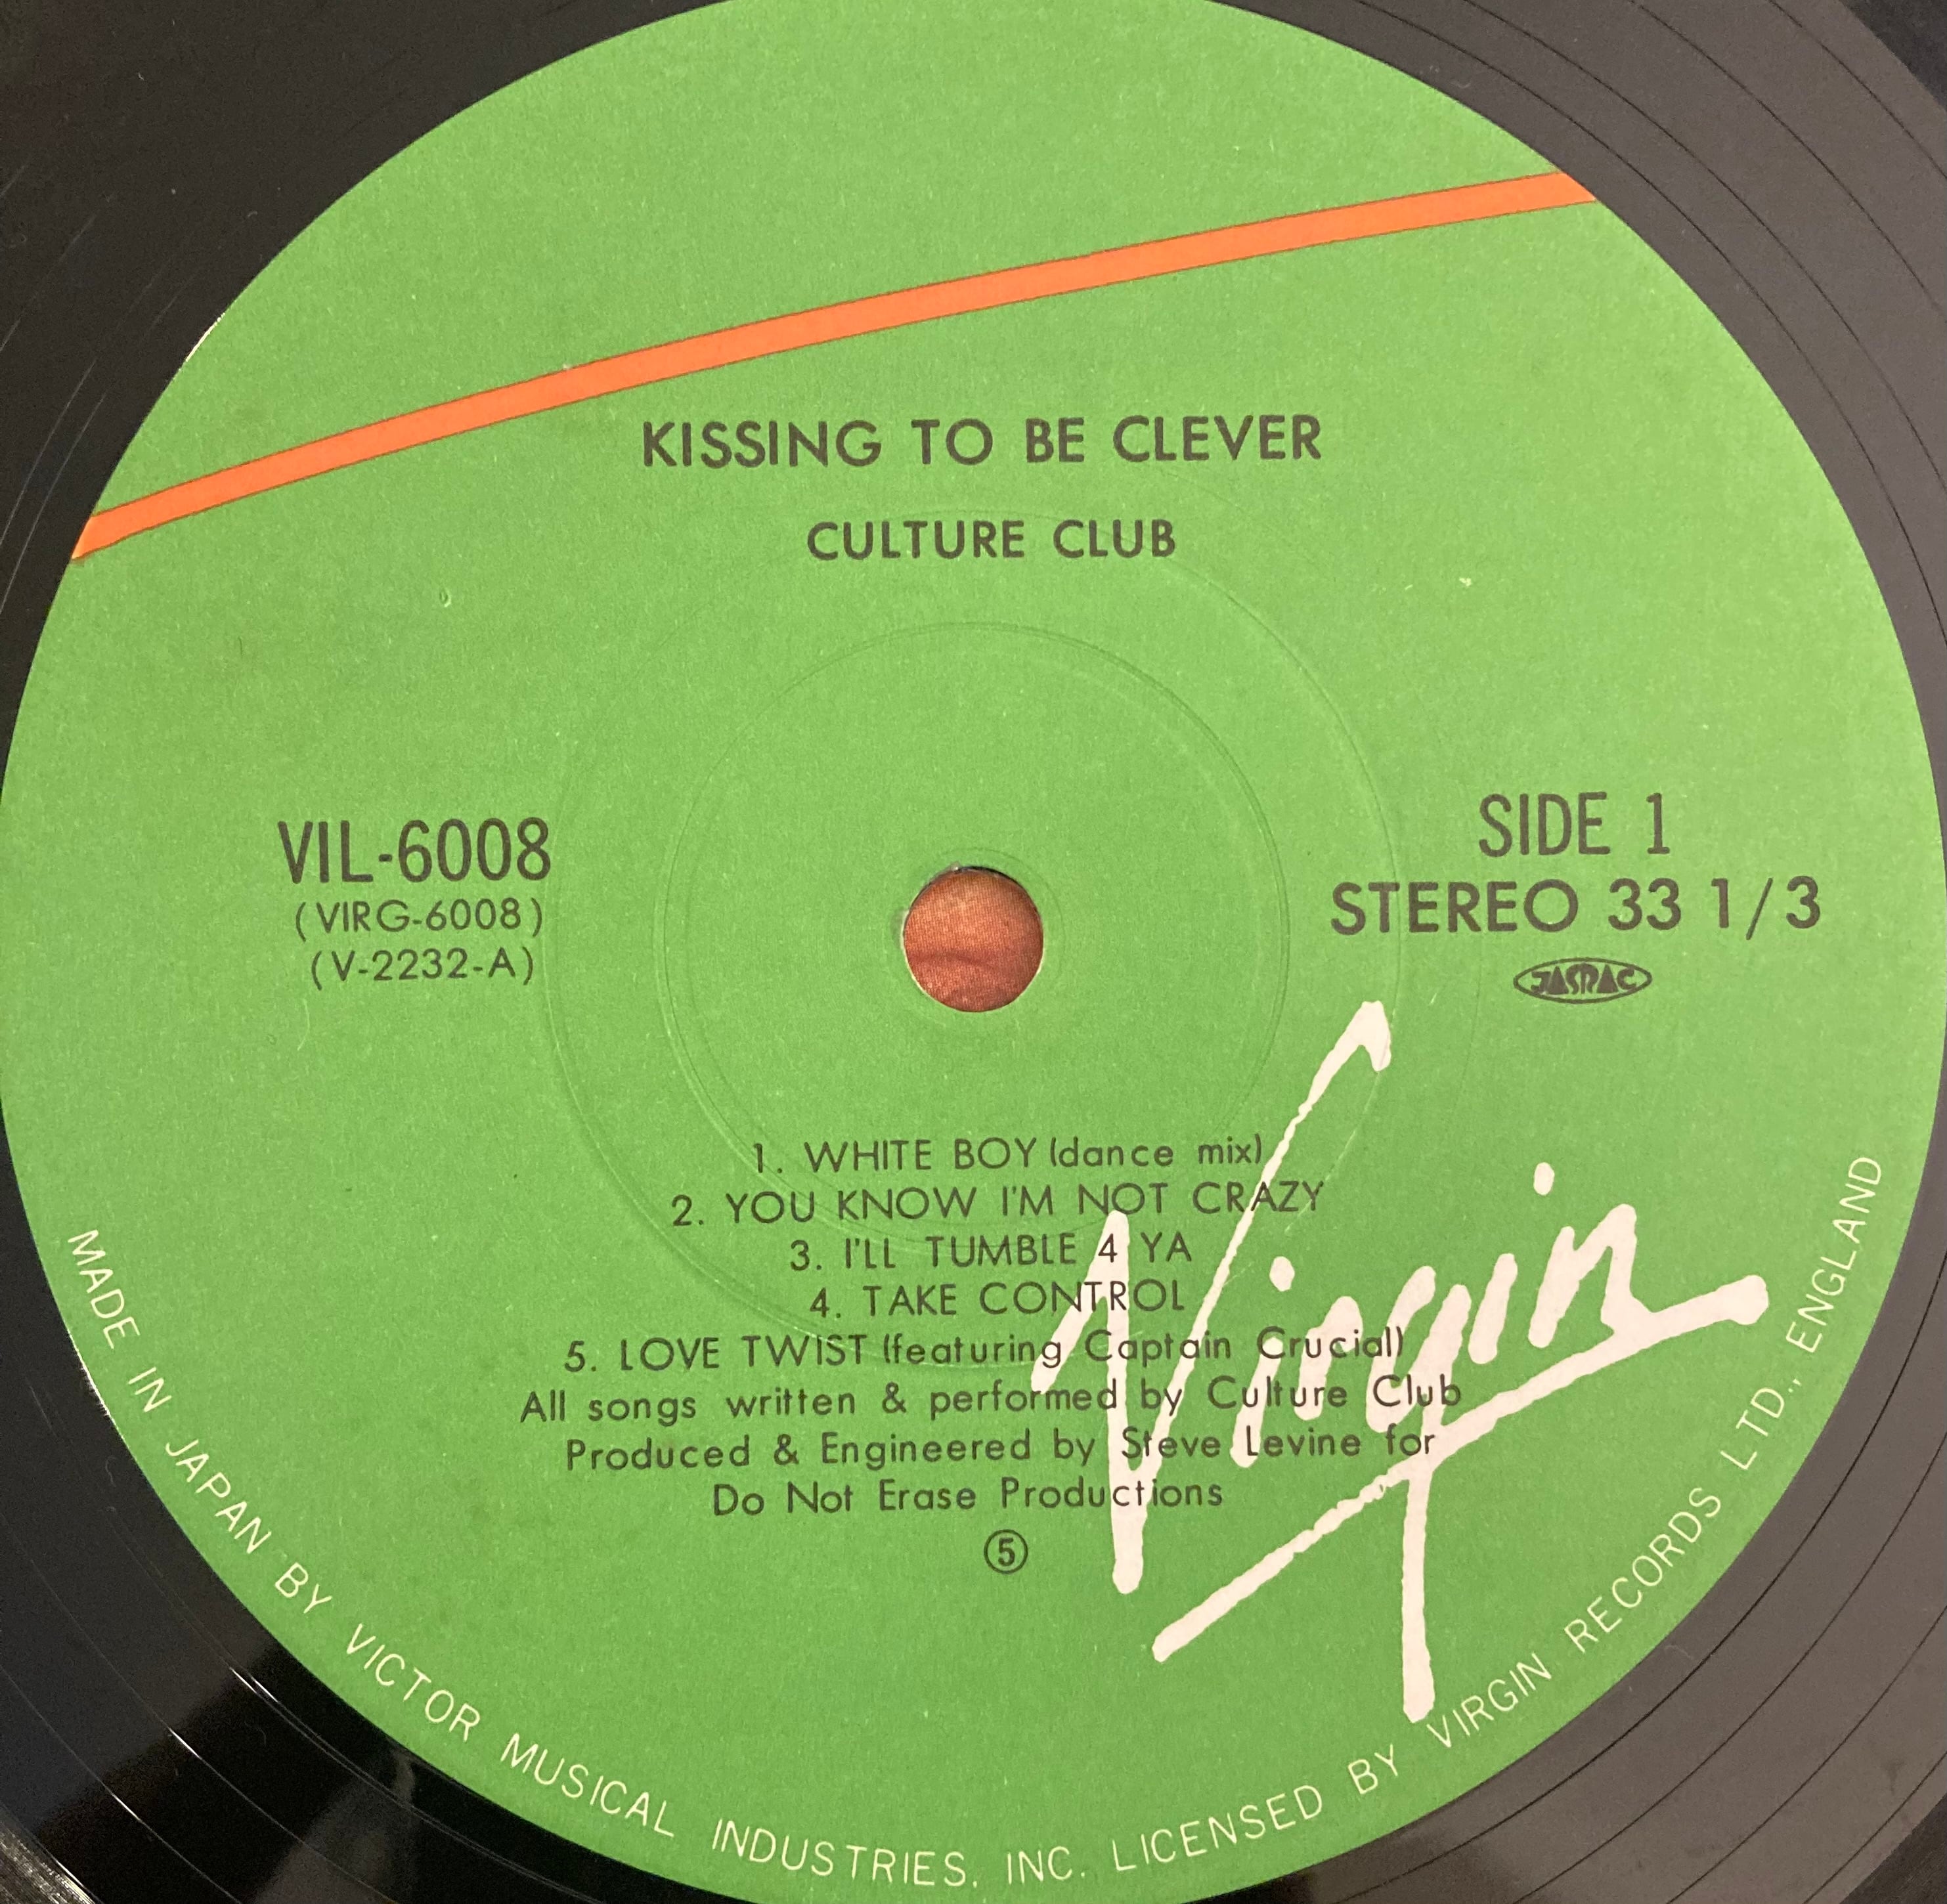 KISSING TO BE CLEVER
CULTURE CLUB
VIL-6008
(VIRG-6008)
(V-2232-A)
SIDE 1
STEREO 33 1/3
JASRAC
1. WHITE BOY (dance mix)
2. YOU KNOW I'M NOT CRAZY
3. I'LL TUMBLE 4 YA
4. TAKE CONTROL
5. LOVE TWIST (featuring Captain Crucial)
All songs written & performed by Culture Club
Produced & Engineered by Steve Levine for
Do Not Erase Productions
⑤
Virgin
MADE IN JAPAN BY VICTOR MUSICAL INDUSTRIES, INC. LICENSED BY VIRGIN RECORDS LTD., ENGLAND